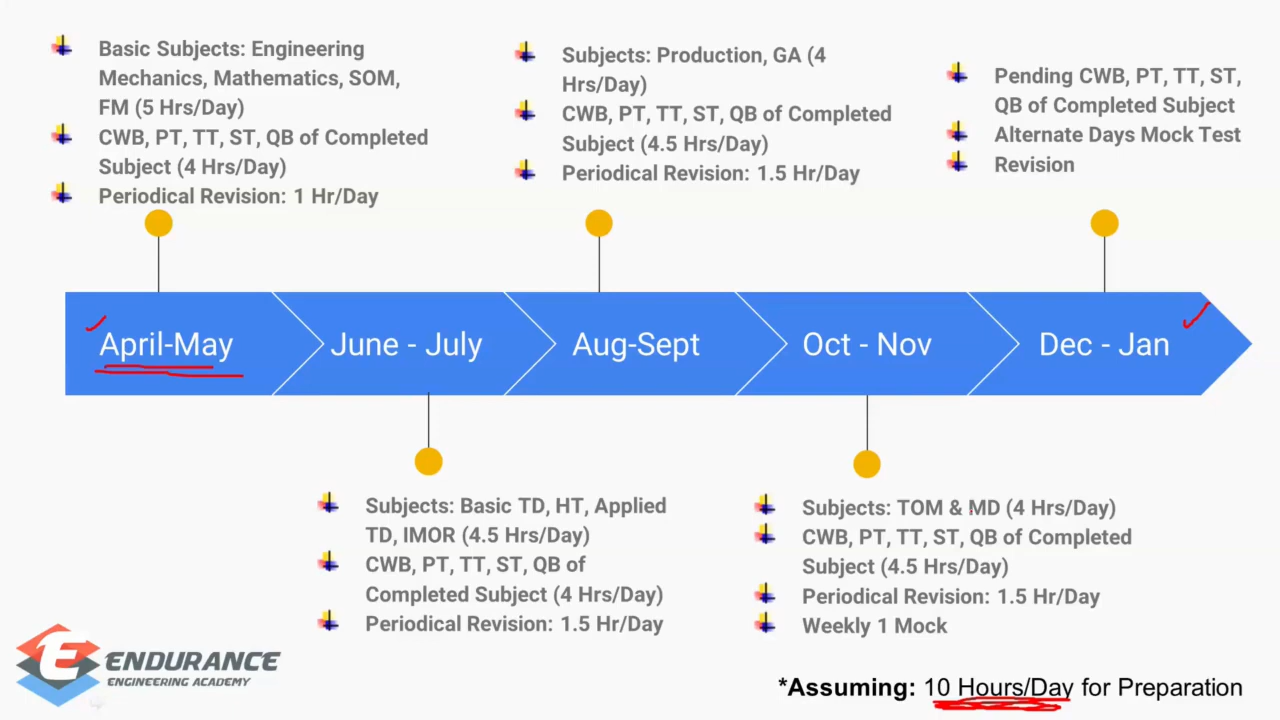 Basic Subjects: Engineering
Mechanics, Mathematics, SOM,
FM (5 Hrs/Day)
CWB, PT, TT, ST, QB of Completed
Subject (4 Hrs/Day)
Periodical Revision: 1 Hr/Day
Subjects: Production, GA (4
Hrs/Day)
CWB, PT, TT, ST, QB of Completed
Subject (4.5 Hrs/Day)
Periodical Revision: 1.5 Hr/Day
Pending CWB, PT, TT, ST,
QB of Completed Subject
Alternate Days Mock Test
Revision
April-May
June - July
Aug-Sept
Oct - Nov
Dec - Jan
Subjects: Basic TD, HT, Applied
TD, IMOR (4.5 Hrs/Day)
CWB, PT, TT, ST, QB of
Completed Subject (4 Hrs/Day)
Periodical Revision: 1.5 Hr/Day
Subjects: TOM & MD (4 Hrs/Day)
CWB, PT, TT, ST, QB of Completed
Subject (4.5 Hrs/Day)
Periodical Revision: 1.5 Hr/Day
Weekly 1 Mock
ENDURANCE
ENGINEERING ACADEMY
*Assuming: 10 Hours/Day for Preparation